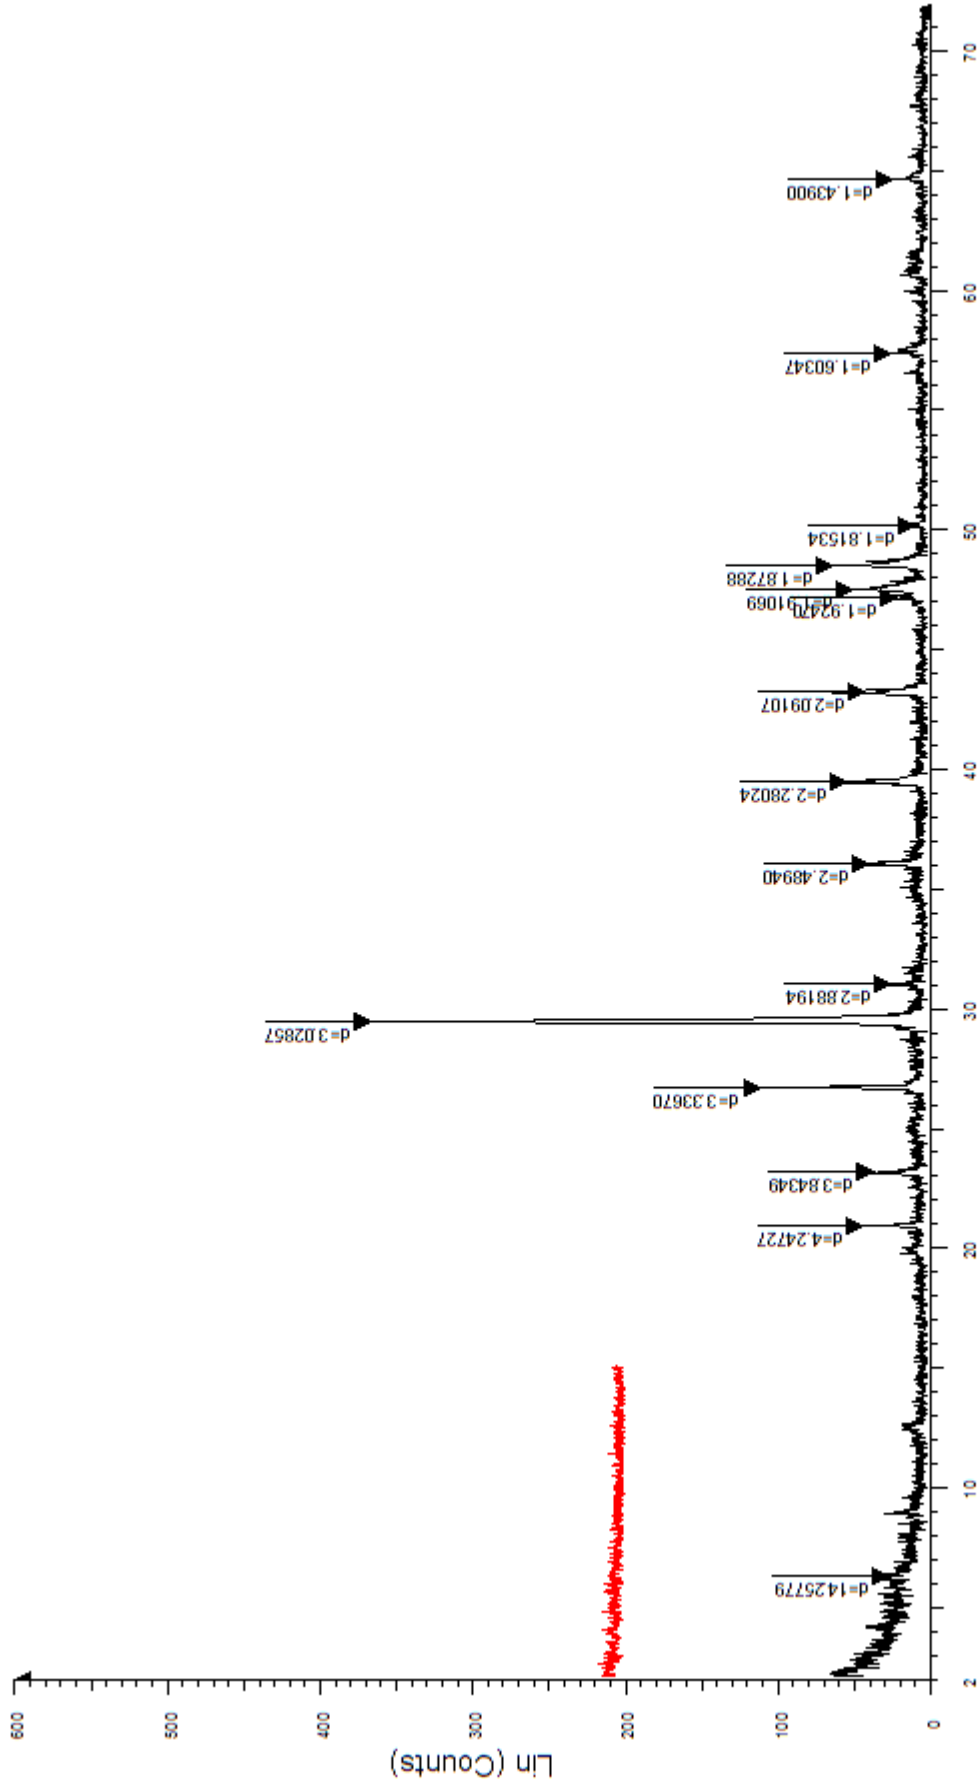 Lin (Counts)
600
500
400
300
200
100
0
d=14.25779
d=4.24727
d=3.84349
d=3.33670
d=3.02857
d=2.88194
d=2.48940
d=2.28024
d=2.09107
d=1.92470
d=1.91069
d=1.87288
d=1.81534
d=1.60347
d=1.43900
2
10
20
30
40
50
60
70